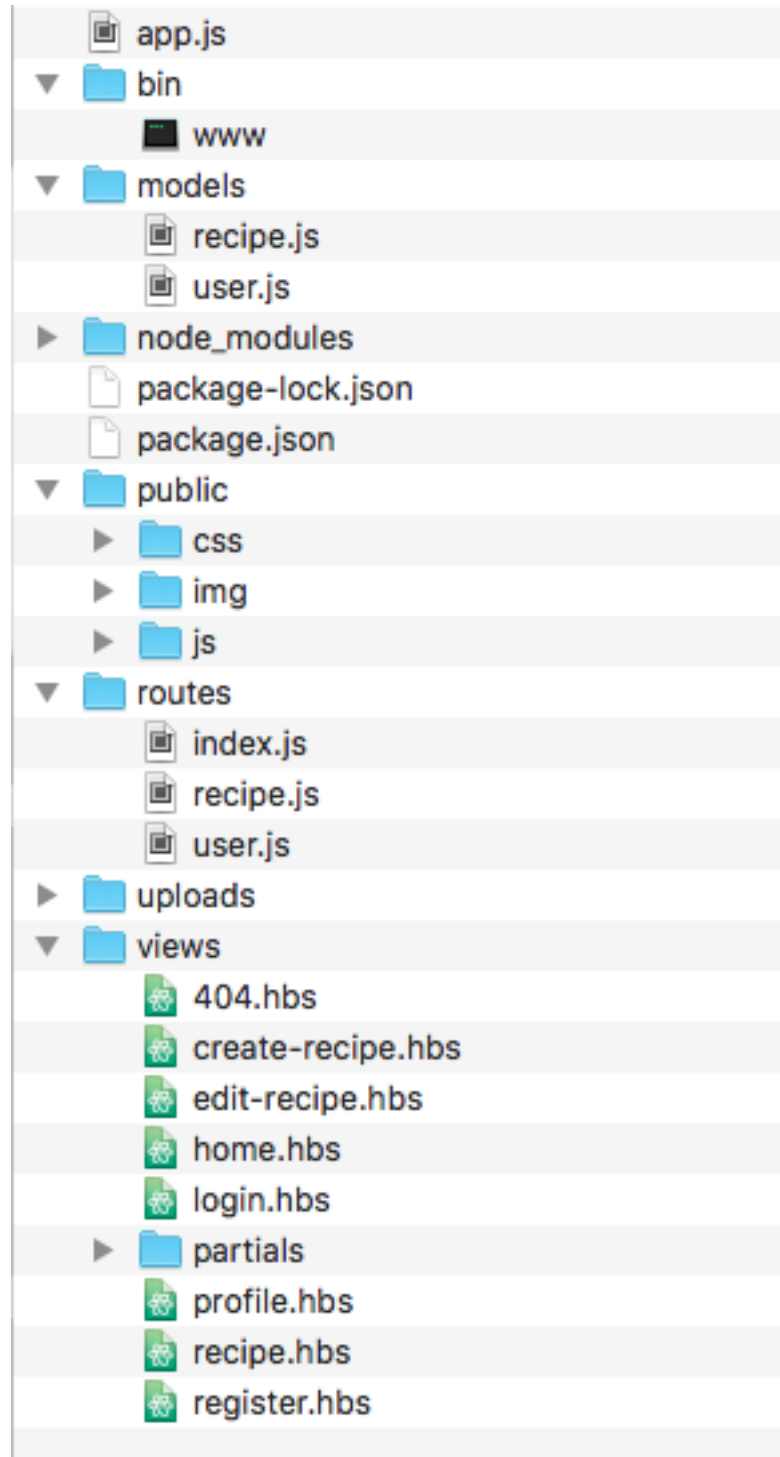 app.js
bin
www
models
recipe.js
user.js
node_modules
package-lock.json
package.json
public
css
img
js
routes
index.js
recipe.js
user.js
uploads
views
404.hbs
create-recipe.hbs
edit-recipe.hbs
home.hbs
login.hbs
partials
profile.hbs
recipe.hbs
register.hbs